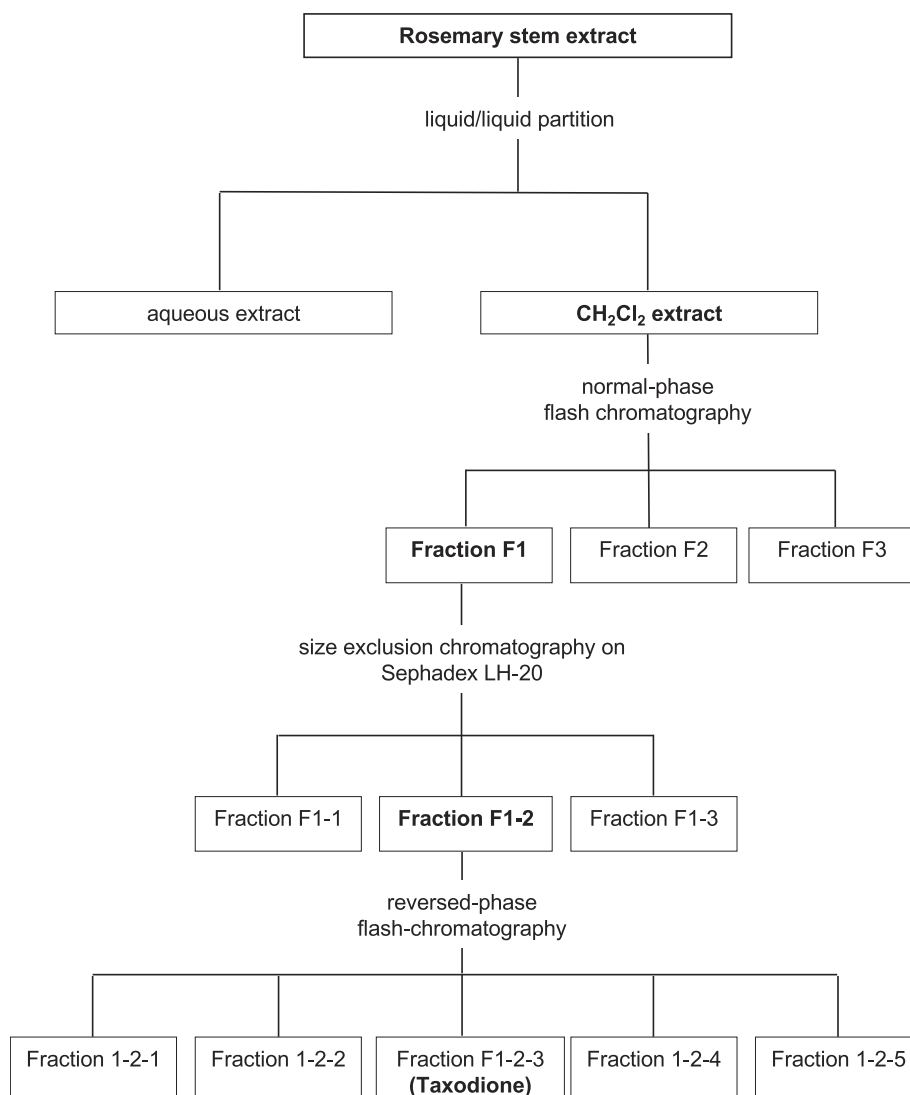 Rosemary stem extract
liquid/liquid partition
aqueous extract
CH₂Cl₂ extract
normal-phase
flash chromatography
Fraction F1
Fraction F2
Fraction F3
size exclusion chromatography on
Sephadex LH-20
Fraction F1-1
Fraction F1-2
Fraction F1-3
reversed-phase
flash-chromatography
Fraction 1-2-1
Fraction 1-2-2
Fraction F1-2-3
(Taxodione)
Fraction 1-2-4
Fraction 1-2-5